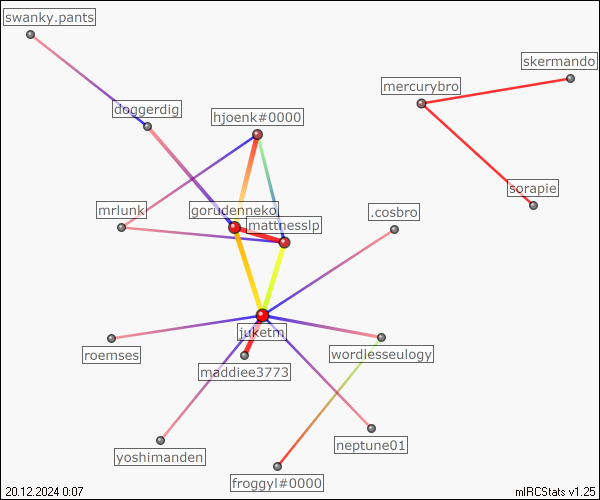 swanky.pants
skermando
mercurybro
doggerdig
hjoenk#0000
sorapie
mrlunk
gorudenneko
.cosbro
mattnesslp
juketm
roemses
wordlesseulogy
maddiee3773
neptune01
yoshimanden
froggyl#0000
20.12.2024 0:07
mIRCStats v1.25